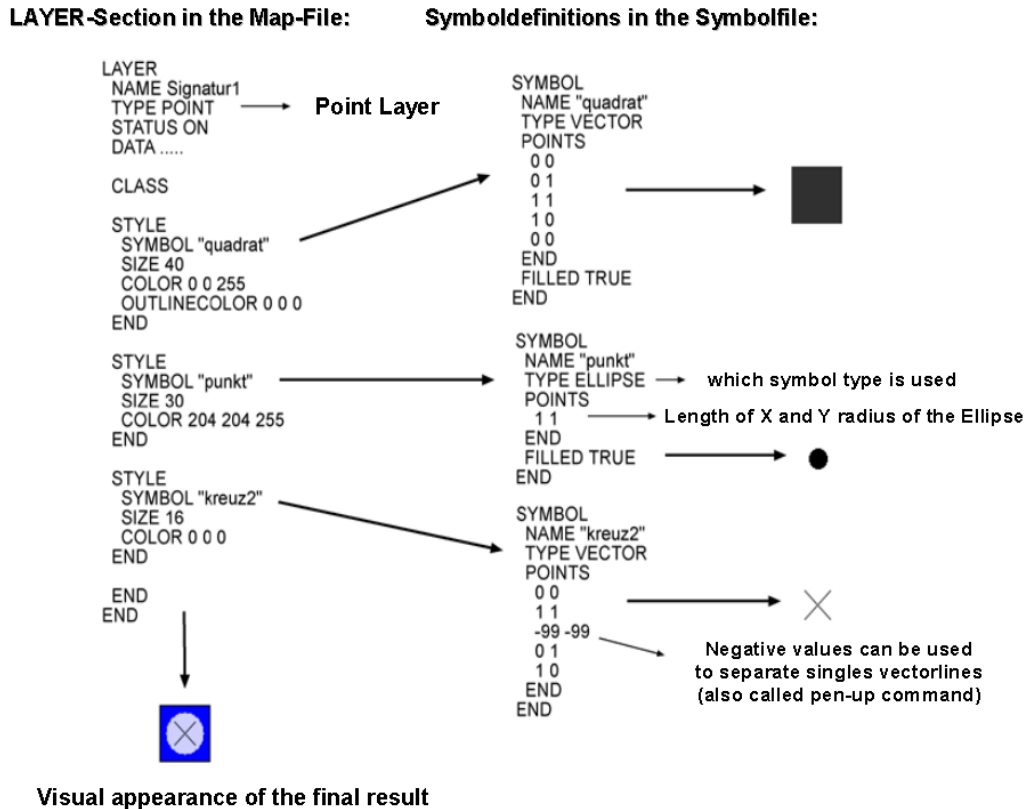 LAYER-Section in the Map-File:
LAYER
NAME Signatur1
TYPE POINT
Point Layer
STATUS ON
DATA .....
CLASS
STYLE
SYMBOL "quadrat"
SIZE 40
COLOR 0 0 255
OUTLINECOLOR 0 0 0
END
STYLE
SYMBOL "punkt"
SIZE 30
COLOR 204 204 255
END
STYLE
SYMBOL "kreuz2"
SIZE 16
COLOR 0 0 0
END
END
END
Visual appearance of the final result
Symboldefinitions in the Symbolfile:
SYMBOL
NAME "quadrat"
TYPE VECTOR
POINTS
0 0
0 1
1 1
1 0
0 0
END
FILLED TRUE
END
SYMBOL
NAME "punkt"
TYPE ELLIPSE
which symbol type is used
POINTS
1 1
Length of X and Y radius of the Ellipse
END
FILLED TRUE
END
SYMBOL
NAME "kreuz2"
TYPE VECTOR
POINTS
0 0
1 1
-99 -99
0 1
1 0
END
END
Negative values can be used
to separate singles vectorlines
(also called pen-up command)